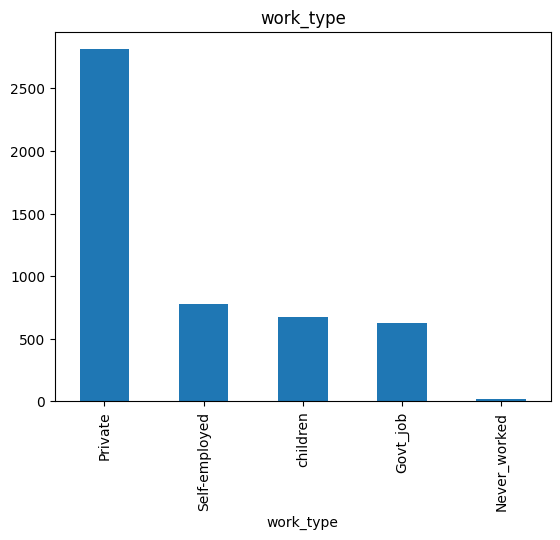 work_type
2500
2000
1500
1000
500
0
Private
Self-employed
children
Govt_job
Never_worked
work_type